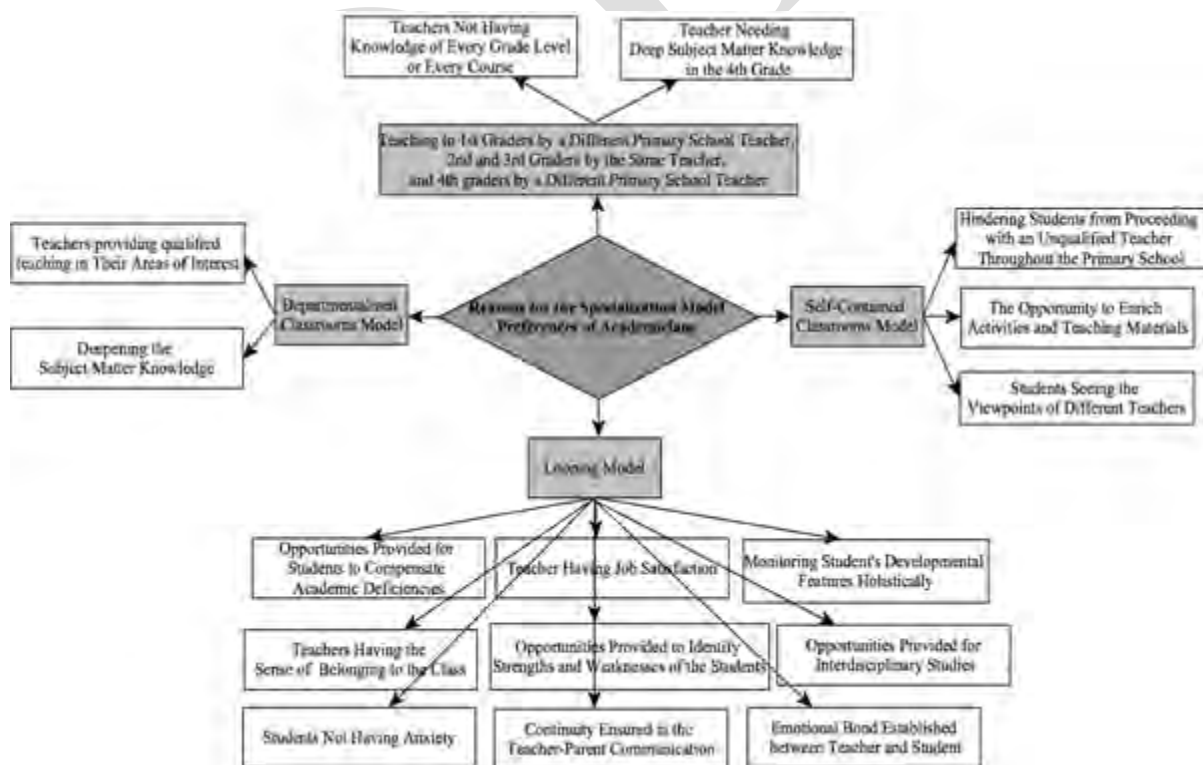 Teachers Not Having
Knowledge of Every Grade Level
or Every Course
Teacher Needing
Deep Subject Matter Knowledge
in the 4th Grade
Teaching to 1st Graders by a Different Primary School Teacher,
2nd and 3rd Graders by the Same Teacher,
and 4th graders by a Different Primary School Teacher
Teachers providing qualified
teaching in Their Areas of Interest
Deepening the
Subject Matter Knowledge
Departmentalized
Classrooms Model
Reasons for the Specialization Model
Preferences of Academicians
Self-Contained
Classrooms Model
Hindering Students from Proceeding
with an Unqualified Teacher
Throughout the Primary School
The Opportunity to Enrich
Activities and Teaching Materials
Students Seeing the
Viewpoints of Different Teachers
Looping Model
Opportunities Provided for
Students to Compensate
Academic Deficiencies
Teacher Having Job Satisfaction
Monitoring Student's Developmental
Features Holistically
Teachers Having the
Sense of Belonging to the Class
Opportunities Provided to Identify
Strengths and Weaknesses of the Students
Opportunities Provided for
Interdisciplinary Studies
Students Not Having Anxiety
Continuity Ensured in the
Teacher-Parent Communication
Emotional Bond Established
between Teacher and Student